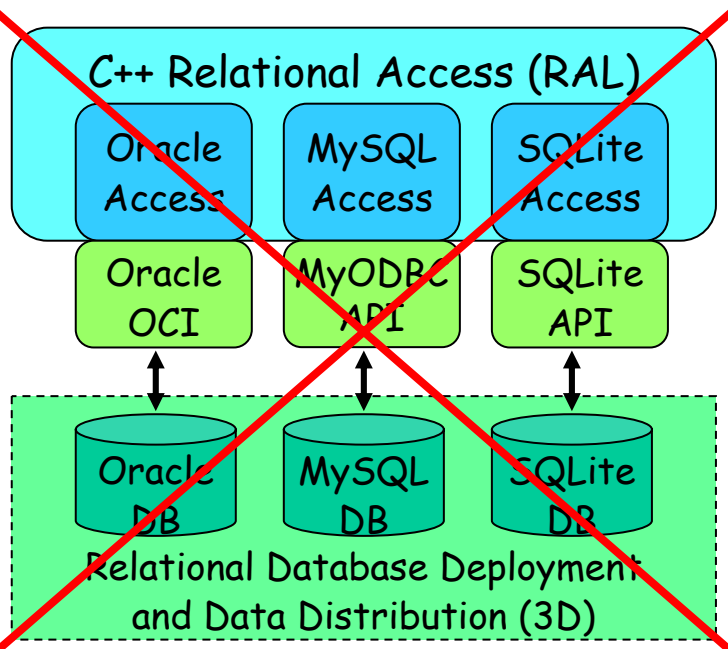 C++ Relational Access (RAL)
Oracle
Access
MySQL
Access
SQLite
Access
Oracle
OCI
MyODBC
API
SQLite
API
Oracle
DB
MySQL
DB
SQLite
DB
Relational Database Deployment
and Data Distribution (3D)